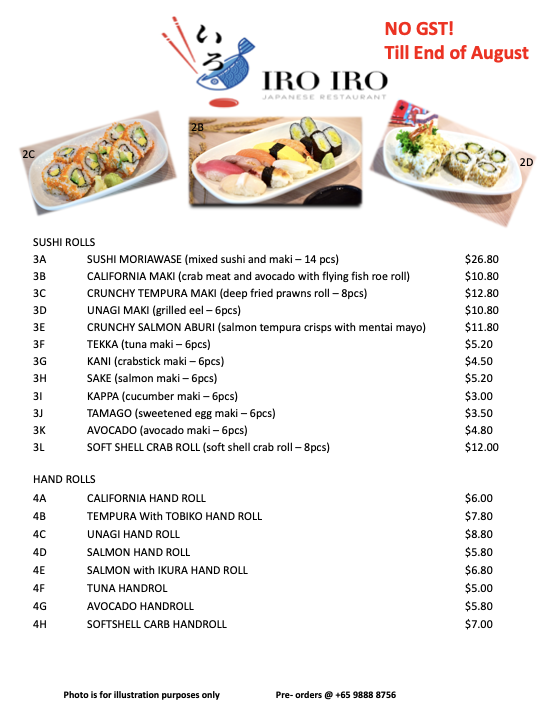 NO GST!
Till End of August
いろ
IRO IRO
JAPANESE RESTAURANT
2C
2B
2D
SUSHI ROLLS
3A SUSHI MORIAWASE (mixed sushi and maki – 14 pcs) $26.80
3B CALIFORNIA MAKI (crab meat and avocado with flying fish roe roll) $10.80
3C CRUNCHY TEMPURA MAKI (deep fried prawns roll – 8pcs) $12.80
3D UNAGI MAKI (grilled eel – 6pcs) $10.80
3E CRUNCHY SALMON ABURI (salmon tempura crisps with mentai mayo) $11.80
3F TEKKA (tuna maki – 6pcs) $5.20
3G KANI (crabstick maki – 6pcs) $4.50
3H SAKE (salmon maki – 6pcs) $5.20
3I KAPPA (cucumber maki – 6pcs) $3.00
3J TAMAGO (sweetened egg maki – 6pcs) $3.50
3K AVOCADO (avocado maki – 6pcs) $4.80
3L SOFT SHELL CRAB ROLL (soft shell crab roll – 8pcs) $12.00
HAND ROLLS
4A CALIFORNIA HAND ROLL $6.00
4B TEMPURA With TOBIKO HAND ROLL $7.80
4C UNAGI HAND ROLL $8.80
4D SALMON HAND ROLL $5.80
4E SALMON with IKURA HAND ROLL $6.80
4F TUNA HANDROL $5.00
4G AVOCADO HANDROLL $5.80
4H SOFTSHELL CARB HANDROLL $7.00
Photo is for illustration purposes only Pre- orders @ +65 9888 8756